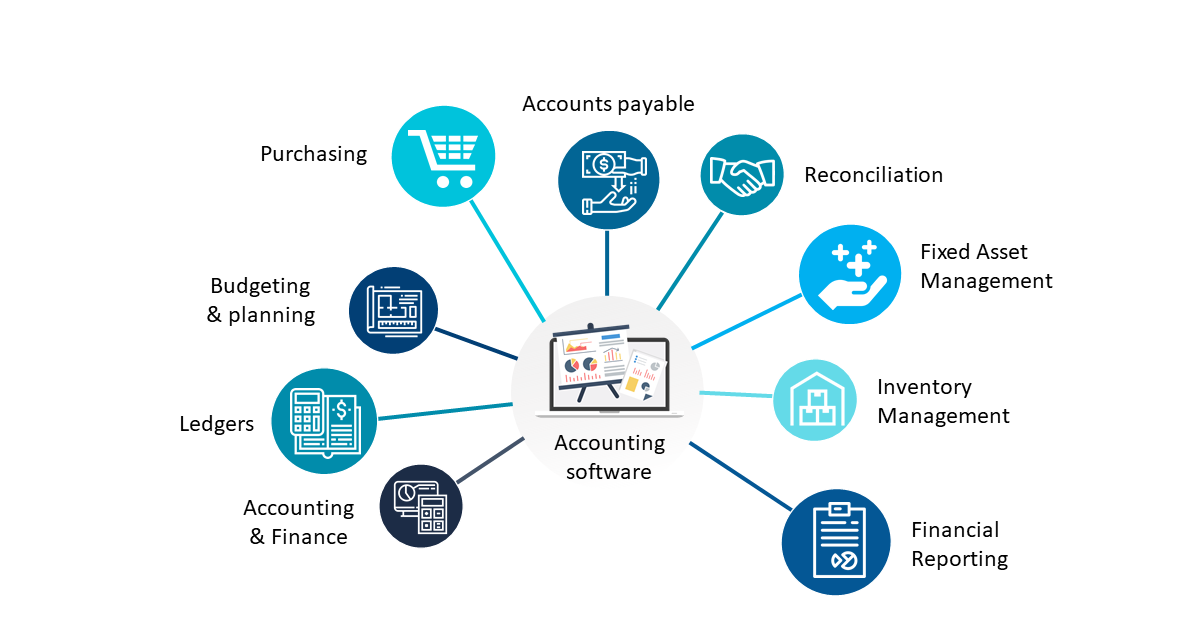 Accounts payable
Purchasing
Reconciliation
Fixed Asset
Management
Budgeting
& planning
Inventory
Management
Ledgers
Accounting
software
Accounting
& Finance
Financial
Reporting